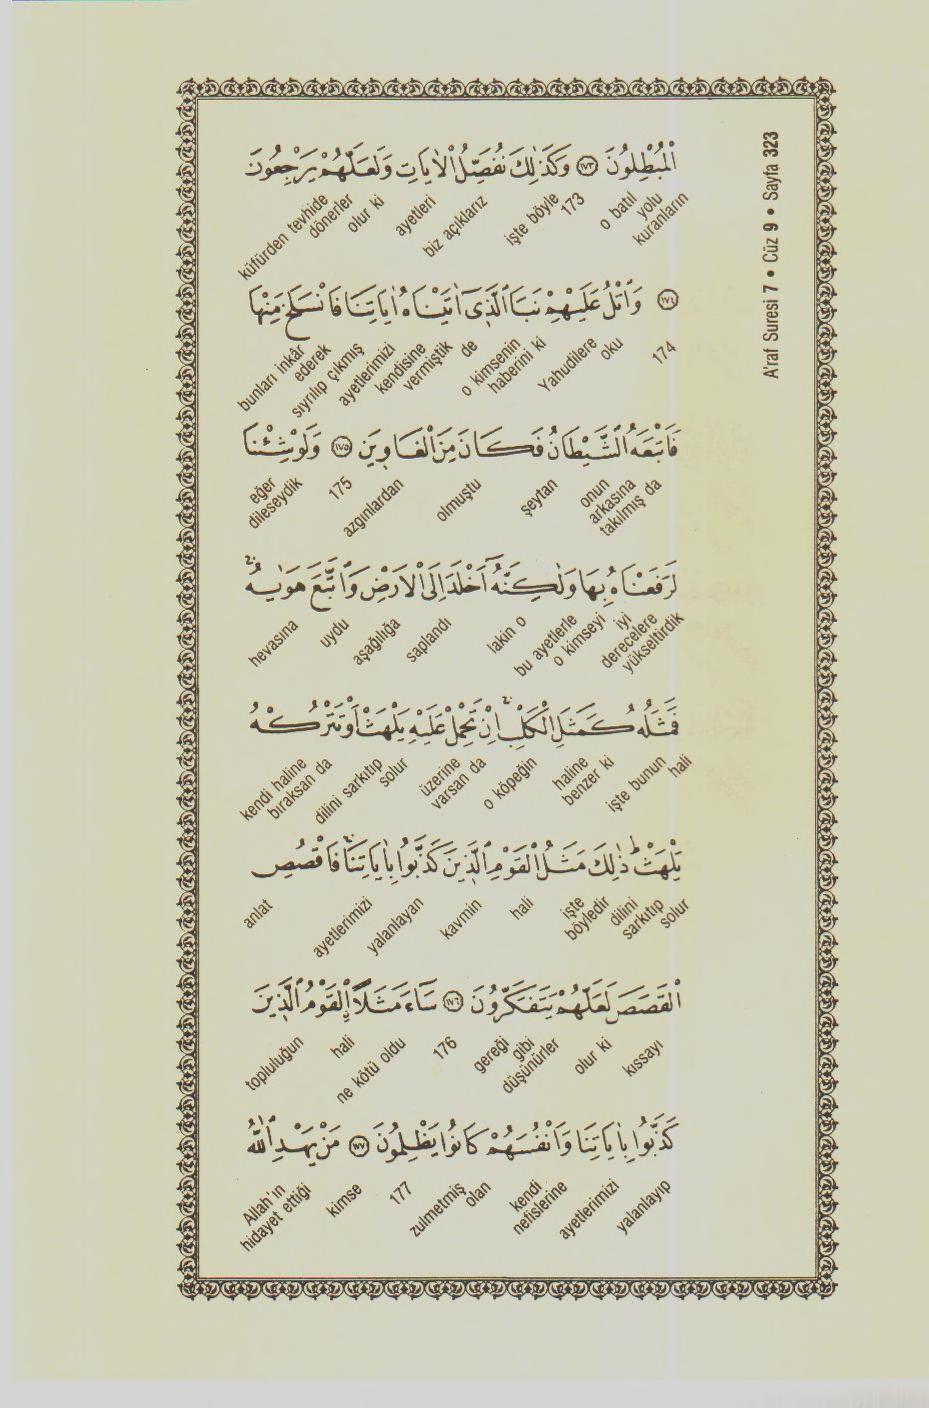 A'raf Suresi 7 • Cüz 9 • Sayfa 323
الْمُبْطِلُونَ ﴿١٧٣﴾ وَكَذٰلِكَ نُفَصِّلُ الْاٰيَاتِ وَلَعَلَّهُمْ يَرْجِعُونَ
yolu kuranların o batıl 173 işte böyle biz açıklarız ayetleri olur ki küfürden tevhide dönerler
﴿١٧٤﴾ وَاتْلُ عَلَيْهِمْ نَبَاَ الَّذٖٓى اٰتَيْنَاهُ اٰيَاتِنَا فَانْسَلَخَ مِنْهَا
174 oku Yahudilere o kimsenin haberini ki de kendisine vermiştik ayetlerimizi sıyrılıp çıkmış bunları inkâr ederek
فَاَتْبَعَهُ الشَّيْطَانُ فَكَانَ مِنَ الْغَاوٖينَ ﴿١٧٥﴾ وَلَوْ شِئْنَا
onun arkasına takılmış da şeytan olmuştu azgınlardan 175 eğer dileseydik
لَرَفَعْنَاهُ بِهَا وَلٰكِنَّهُٓ اَخْلَدَ اِلَى الْاَرْضِ وَاتَّبَعَ هَوٰيهُ
iyi derecelere yükseltirdik o kimseyi bu ayetlerle lakin o saplandı aşağılığa uydu hevasına
فَمَثَلُهُ كَمَثَلِ الْكَلْبِ اِنْ تَحْمِلْ عَلَيْهِ يَلْهَثْ اَوْ تَتْرُكْهُ
işte bunun hali haline benzer ki o köpeğin üzerine varsan da dilini sarkıtıp solur kendi haline bıraksan da
يَلْهَثْ ذٰلِكَ مَثَلُ الْقَوْمِ الَّذٖينَ كَذَّبُوا بِاٰيَاتِنَا فَاقْصُصِ
dilini sarkıtıp solur işte böyledir hali kavmin yalanlayan ayetlerimizi anlat
الْقَصَصَ لَعَلَّهُمْ يَتَفَكَّرُونَ ﴿١٧٦﴾ سَٓاءَ مَثَلًاۨ الْقَوْمُ الَّذٖينَ
kıssayı olur ki gereği gibi düşünürler 176 ne kötü oldu hali topluluğun
كَذَّبُوا بِاٰيَاتِنَا وَاَنْفُسَهُمْ كَانُوا يَظْلِمُونَ ﴿١٧٧﴾ مَنْ يَهْدِ اللّٰهُ
yalanlayıp ayetlerimizi kendi nefislerine olan zulmetmiş 177 kimse Allah'ın hidayet ettiği